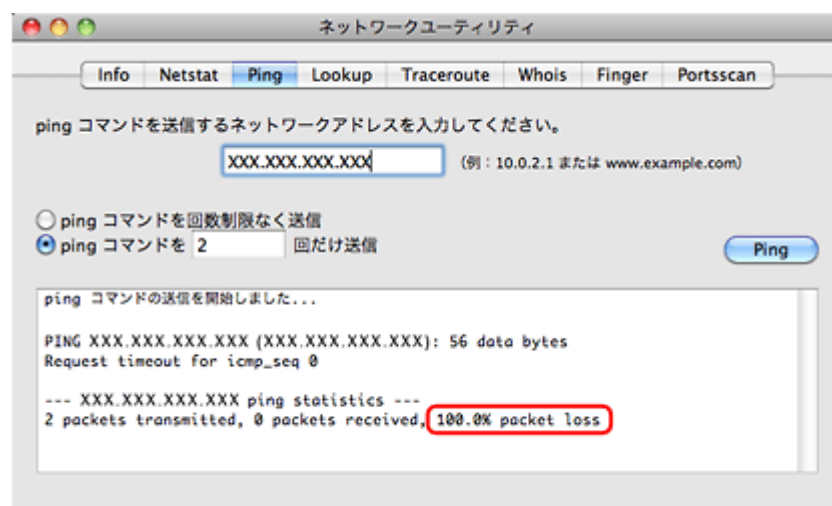 ネットワークユーティリティ
Info Netstat Ping Lookup Traceroute Whois Finger Portsscan
ping コマンドを送信するネットワークアドレスを入力してください。
XXX.XXX.XXX.XXX (例:10.0.2.1 または www.example.com)
ping コマンドを回数制限なく送信
ping コマンドを 2 回だけ送信 Ping
ping コマンドの送信を開始しました...
PING XXX.XXX.XXX.XXX (XXX.XXX.XXX.XXX): 56 data bytes
Request timeout for icmp_seq 0
--- XXX.XXX.XXX.XXX ping statistics ---
2 packets transmitted, 0 packets received, 100.0% packet loss